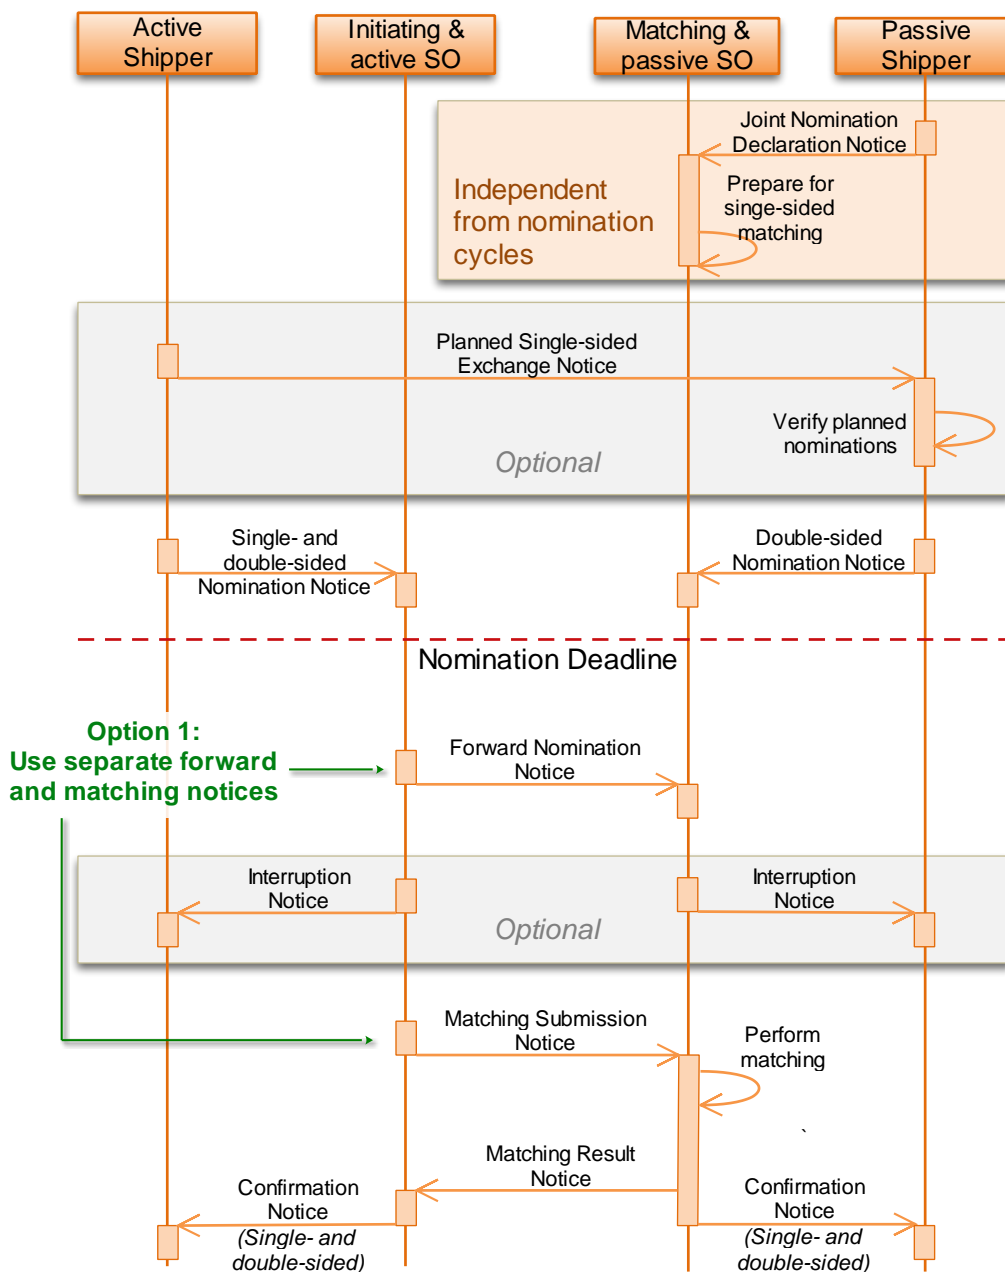 Active
Shipper
Initiating &
active SO
Matching &
passive SO
Passive
Shipper
Joint Nomination
Declaration Notice
Independent
from nomination
cycles
Prepare for
singe-sided
matching
Planned Single-sided
Exchange Notice
Verify planned
nominations
Optional
Single- and
double-sided
Nomination Notice
Double-sided
Nomination Notice
Nomination Deadline
Option 1:
Use separate forward
and matching notices
Forward Nomination
Notice
Interruption
Notice
Interruption
Notice
Optional
Matching Submission
Notice
Perform
matching
`
Matching Result
Notice
Confirmation
Notice
(Single- and
double-sided)
Confirmation
Notice
(Single- and
double-sided)